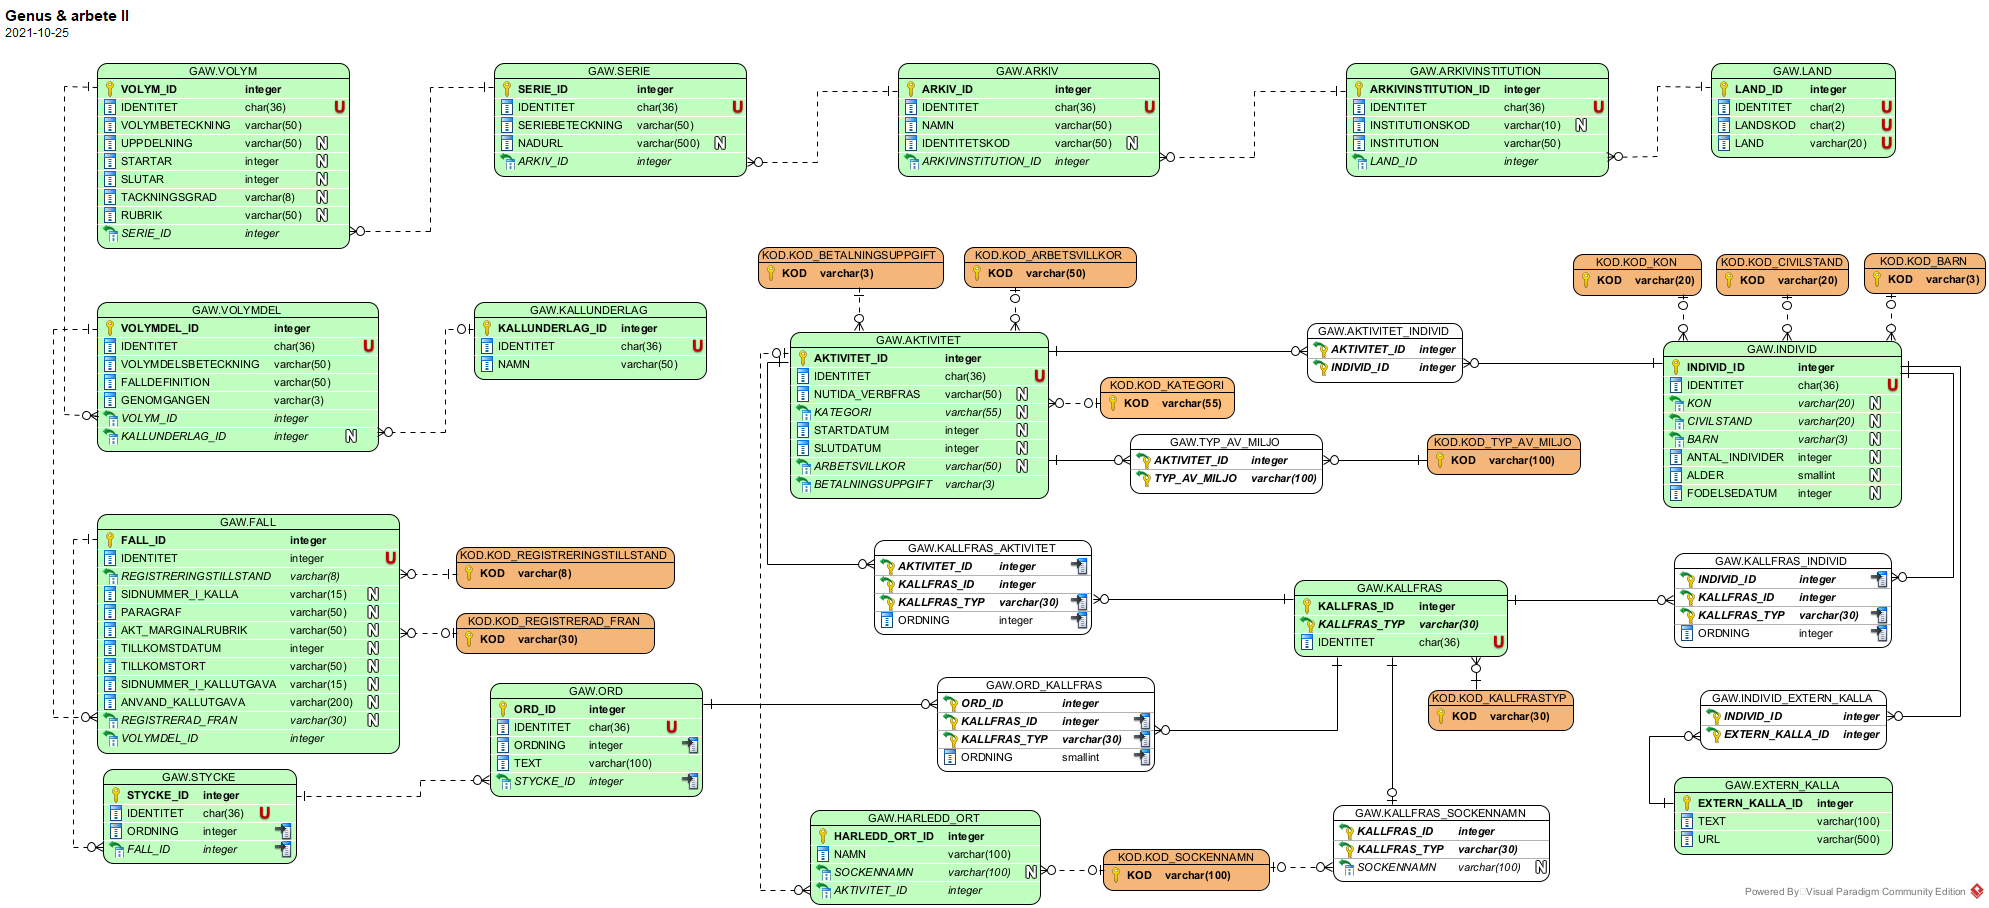 Genus & arbete II
2021-10-25
GAW.VOLYM
VOLYM_ID integer
IDENTITET char(36) U
VOLYMBETECKNING varchar(50)
UPPDELNING varchar(50) N
STARTAR integer N
SLUTAR integer N
TACKNINGSGRAD varchar(8) N
RUBRIK varchar(50) N
SERIE_ID integer
GAW.SERIE
SERIE_ID integer
IDENTITET char(36) U
SERIEBETECKNING varchar(50)
NADURL varchar(500) N
ARKIV_ID integer
GAW.ARKIV
ARKIV_ID integer
IDENTITET char(36) U
NAMN varchar(50)
IDENTITETSKOD varchar(50) N
ARKIVINSTITUTION_ID integer
GAW.ARKIVINSTITUTION
ARKIVINSTITUTION_ID integer
IDENTITET char(36) U
INSTITUTIONSKOD varchar(10) N
INSTITUTION varchar(50)
LAND_ID integer
GAW.LAND
LAND_ID integer
IDENTITET char(2) U
LANDSKOD char(2) U
LAND varchar(20) U
KOD.KOD_BETALNINGSUPPGIFT
KOD varchar(3)
KOD.KOD_ARBETSVILLKOR
KOD varchar(50)
KOD.KOD_KON
KOD varchar(20)
KOD.KOD_CIVILSTAND
KOD varchar(20)
KOD.KOD_BARN
KOD varchar(3)
GAW.VOLYMDEL
VOLYMDEL_ID integer
IDENTITET char(36) U
VOLYMDELSBETECKNING varchar(50)
FALLDEFINITION varchar(50)
GENOMGANGEN varchar(3)
VOLYM_ID integer
KALLUNDERLAG_ID integer N
GAW.KALLUNDERLAG
KALLUNDERLAG_ID integer
IDENTITET char(36) U
NAMN varchar(50)
GAW.AKTIVITET
AKTIVITET_ID integer
IDENTITET char(36) U
NUTIDA_VERBFRAS varchar(50) N
KATEGORI varchar(55) N
STARTDATUM integer N
SLUTDATUM integer N
ARBETSVILLKOR varchar(50) N
BETALNINGSUPPGIFT varchar(3)
GAW.AKTIVITET_INDIVID
AKTIVITET_ID integer
INDIVID_ID integer
KOD.KOD_KATEGORI
KOD varchar(55)
GAW.TYP_AV_MILJO
AKTIVITET_ID integer
TYP_AV_MILJO varchar(100)
KOD.KOD_TYP_AV_MILJO
KOD varchar(100)
GAW.INDIVID
INDIVID_ID integer
IDENTITET char(36) U
KON varchar(20) N
CIVILSTAND varchar(20) N
BARN varchar(3) N
ANTAL_INDIVIDER integer N
ALDER smallint N
FODELSEDATUM integer N
GAW.FALL
FALL_ID integer
IDENTITET integer U
REGISTRERINGSTILLSTAND varchar(8)
SIDNUMMER_I_KALLA varchar(15) N
PARAGRAF varchar(50) N
AKT_MARGINALRUBRIK varchar(50) N
TILLKOMSTDATUM integer N
TILLKOMSTORT varchar(50) N
SIDNUMMER_I_KALLUTGAVA varchar(15) N
ANVAND_KALLUTGAVA varchar(200) N
REGISTRERAD_FRAN varchar(30) N
VOLYMDEL_ID integer
KOD.KOD_REGISTRERINGSTILLSTAND
KOD varchar(8)
KOD.KOD_REGISTRERAD_FRAN
KOD varchar(30)
GAW.KALLFRAS_AKTIVITET
AKTIVITET_ID integer
KALLFRAS_ID integer
KALLFRAS_TYP varchar(30)
ORDNING integer
GAW.KALLFRAS
KALLFRAS_ID integer
KALLFRAS_TYP varchar(30)
IDENTITET char(36) U
GAW.KALLFRAS_INDIVID
INDIVID_ID integer
KALLFRAS_ID integer
KALLFRAS_TYP varchar(30)
ORDNING integer
GAW.ORD
ORD_ID integer
IDENTITET char(36) U
ORDNING integer
TEXT varchar(100)
STYCKE_ID integer
GAW.ORD_KALLFRAS
ORD_ID integer
KALLFRAS_ID integer
KALLFRAS_TYP varchar(30)
ORDNING smallint
KOD.KOD_KALLFRASTYP
KOD varchar(30)
GAW.INDIVID_EXTERN_KALLA
INDIVID_ID integer
EXTERN_KALLA_ID integer
GAW.STYCKE
STYCKE_ID integer
IDENTITET char(36) U
ORDNING integer
FALL_ID integer
GAW.HARLEDD_ORT
HARLEDD_ORT_ID integer
NAMN varchar(100)
SOCKENNAMN varchar(100) N
AKTIVITET_ID integer
KOD.KOD_SOCKENNAMN
KOD varchar(100)
GAW.KALLFRAS_SOCKENNAMN
KALLFRAS_ID integer
KALLFRAS_TYP varchar(30)
SOCKENNAMN varchar(100) N
GAW.EXTERN_KALLA
EXTERN_KALLA_ID integer
TEXT varchar(100)
URL varchar(500)
Powered By Visual Paradigm Community Edition